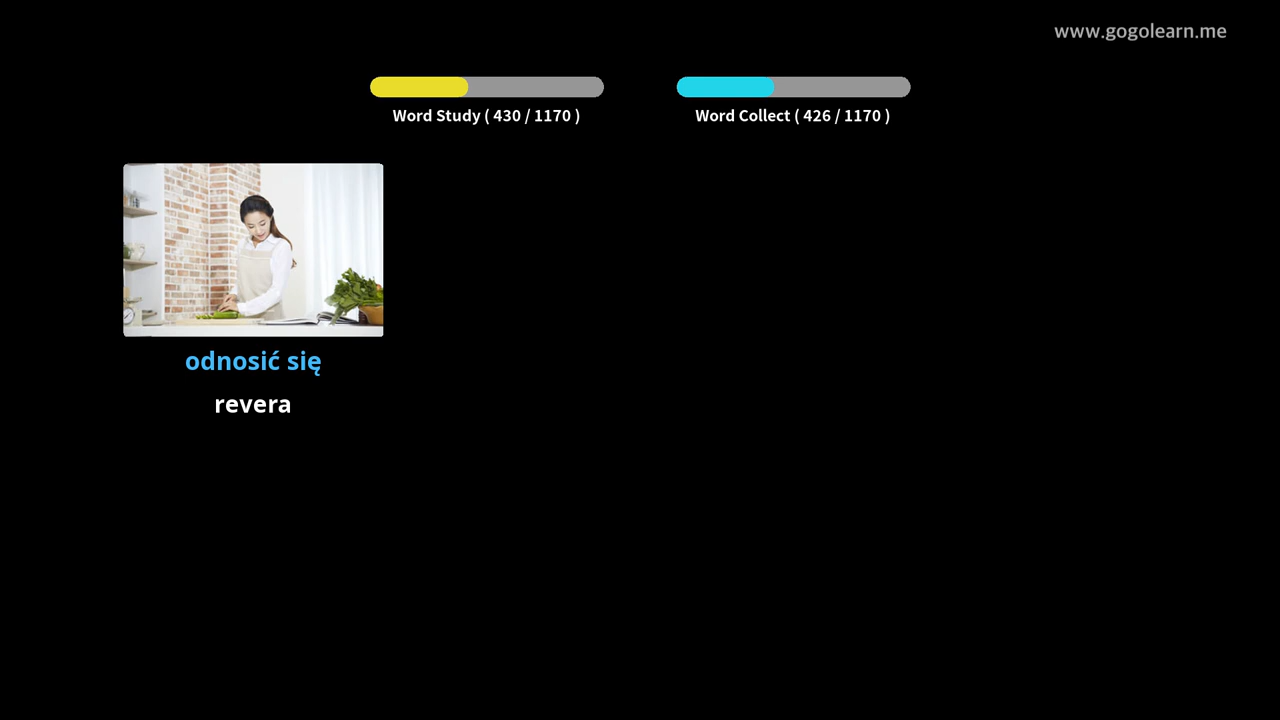 www.gogolearn.me
Word Study ( 430 / 1170 )
Word Collect ( 426 / 1170 )
odnosić się
revera